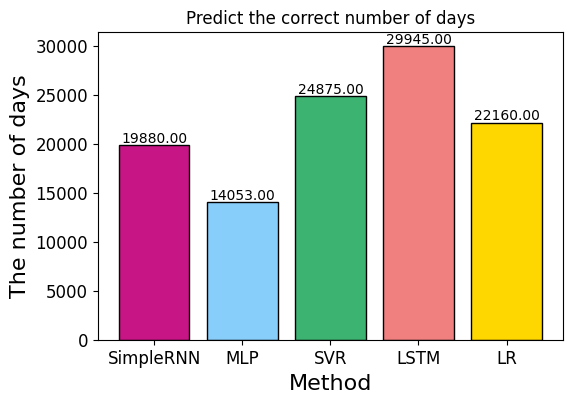 Predict the correct number of days
The number of days
30000
25000
20000
15000
10000
5000
0
19880.00
14053.00
24875.00
29945.00
22160.00
SimpleRNN
MLP
SVR
LSTM
LR
Method